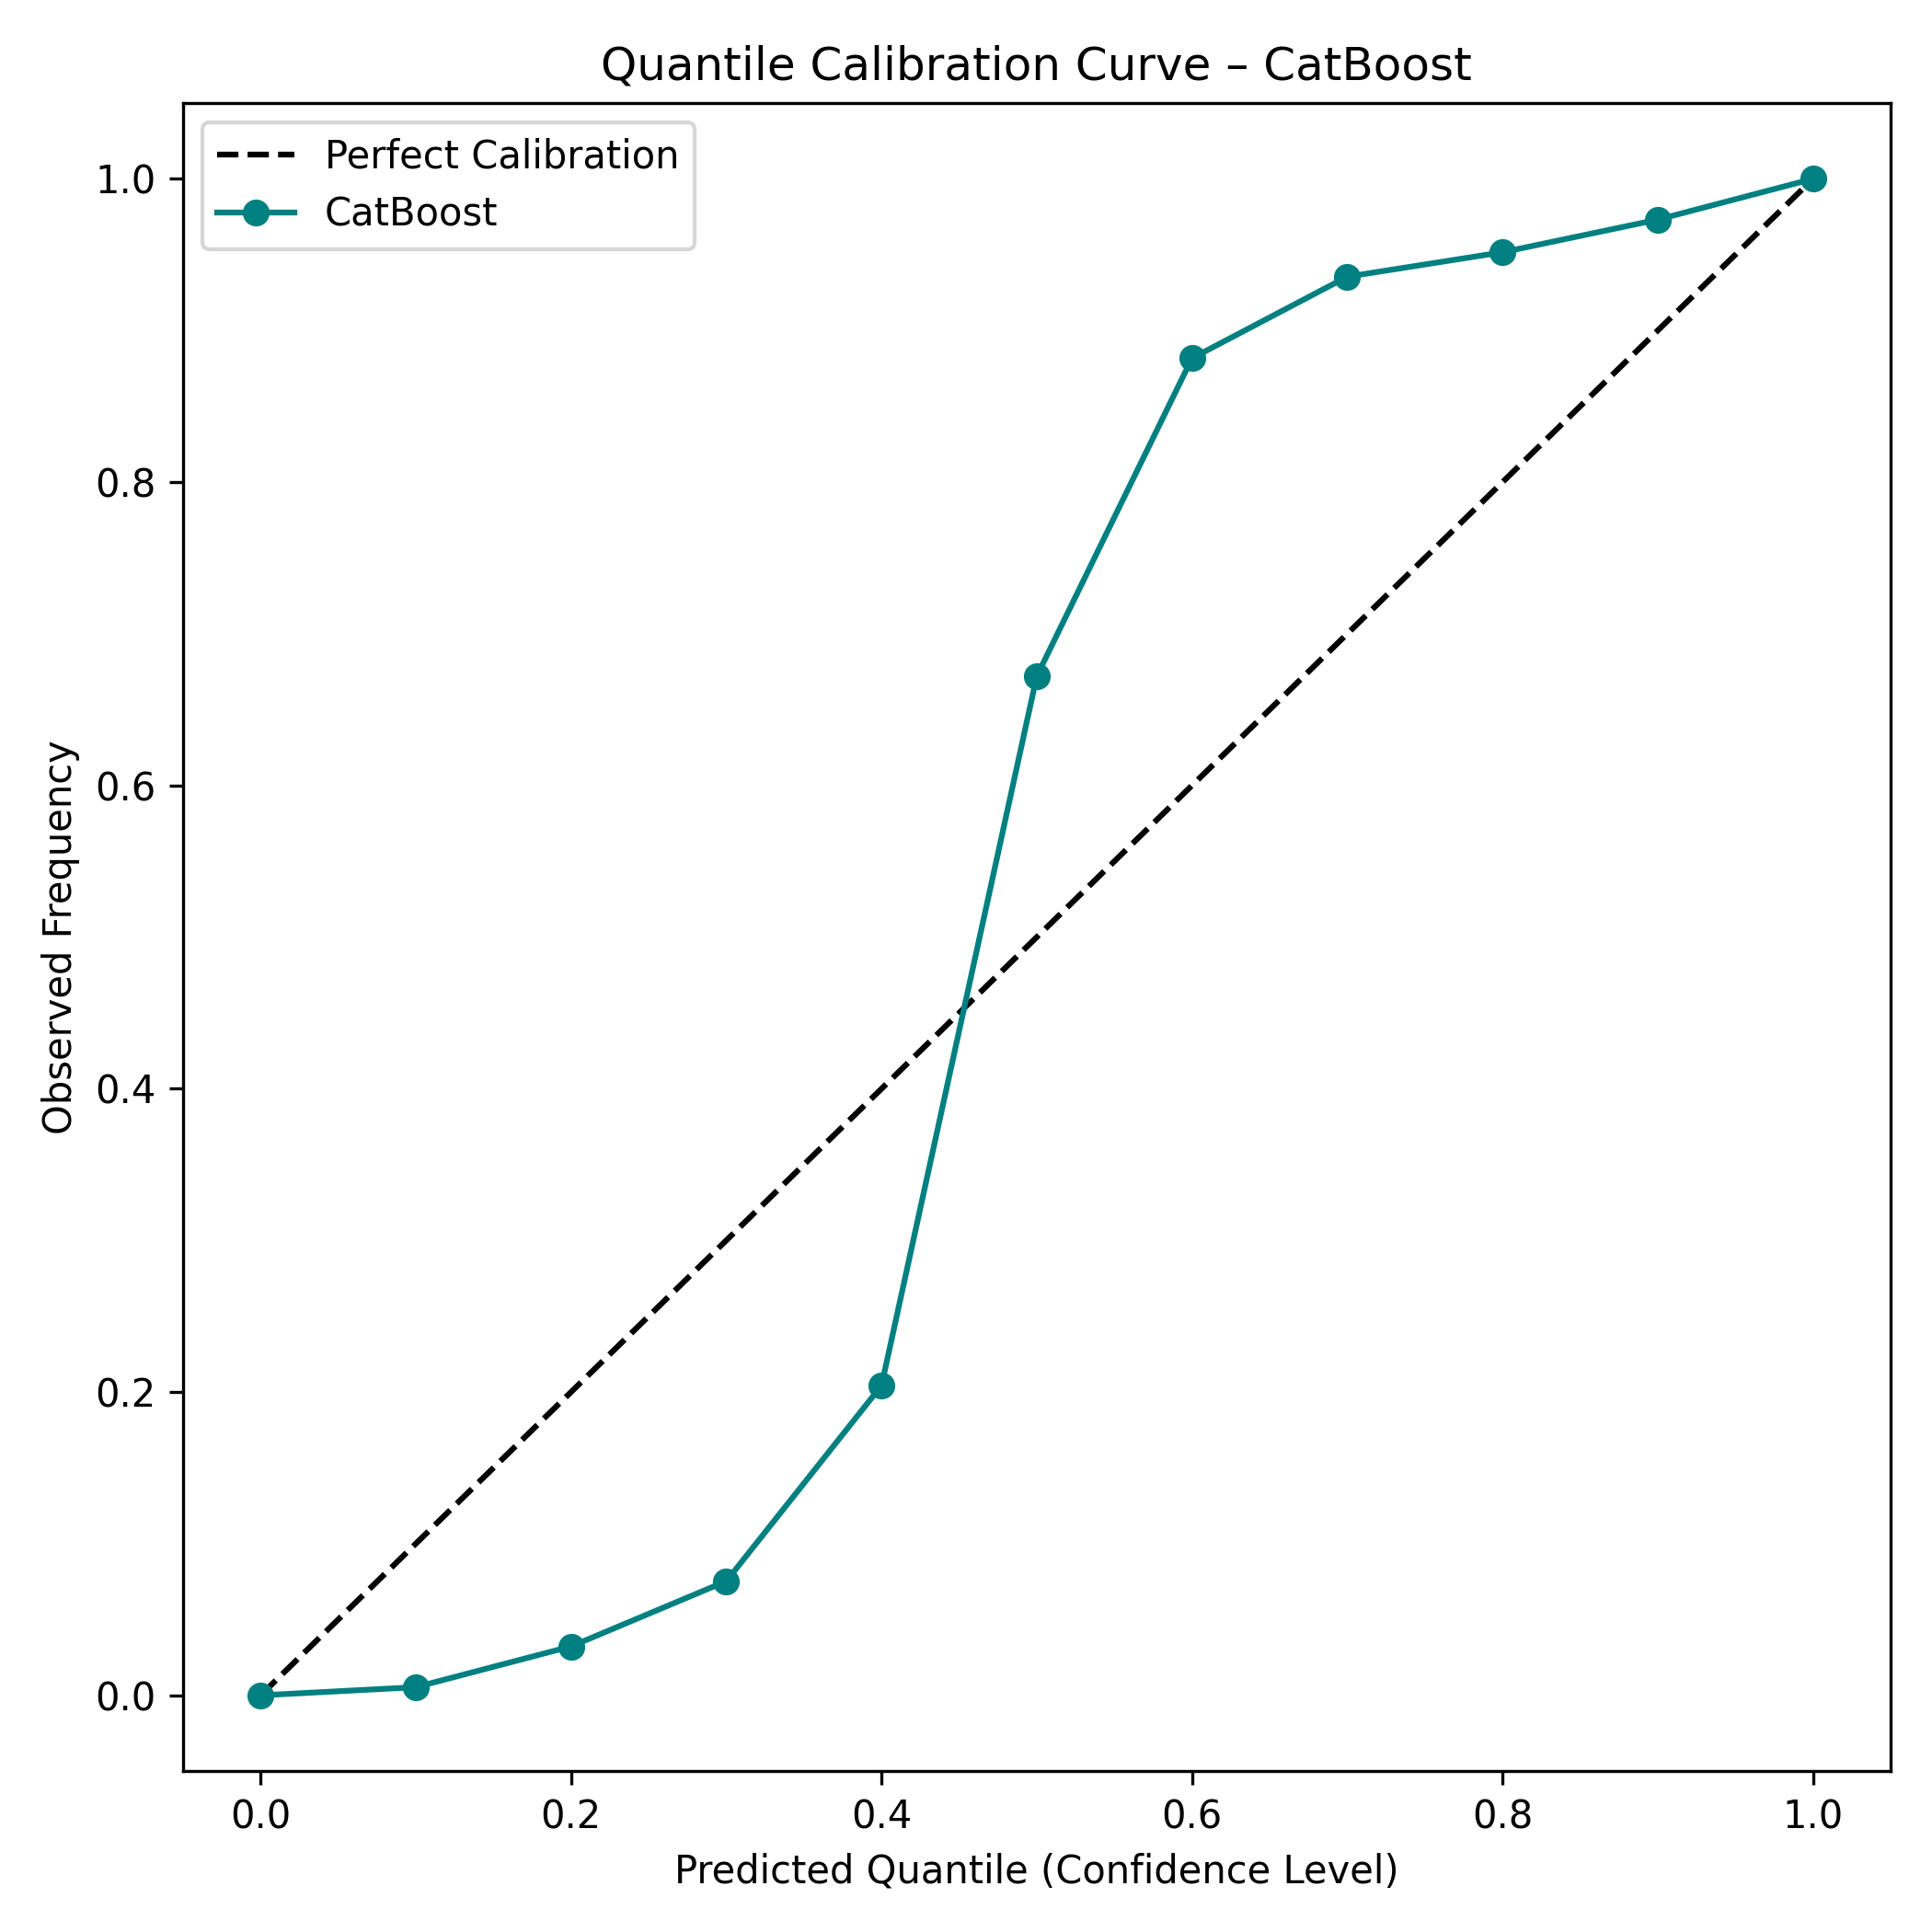 Quantile Calibration Curve – CatBoost
Perfect Calibration
CatBoost
1.0
0.8
0.6
0.4
0.2
0.0
Observed Frequency
0.0 0.2 0.4 0.6 0.8 1.0
Predicted Quantile (Confidence Level)